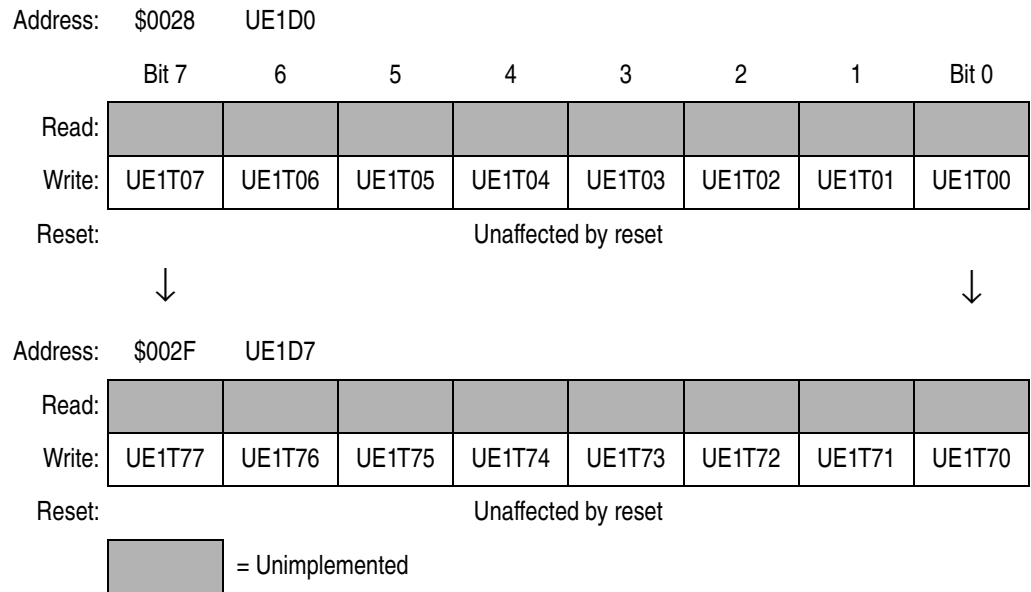 Address: $0028 UE1D0
Bit 7 6 5 4 3 2 1 Bit 0
Read:
Write: UE1T07 UE1T06 UE1T05 UE1T04 UE1T03 UE1T02 UE1T01 UE1T00
Reset: Unaffected by reset
↓ ↓
Address: $002F UE1D7
Read:
Write: UE1T77 UE1T76 UE1T75 UE1T74 UE1T73 UE1T72 UE1T71 UE1T70
Reset: Unaffected by reset
= Unimplemented